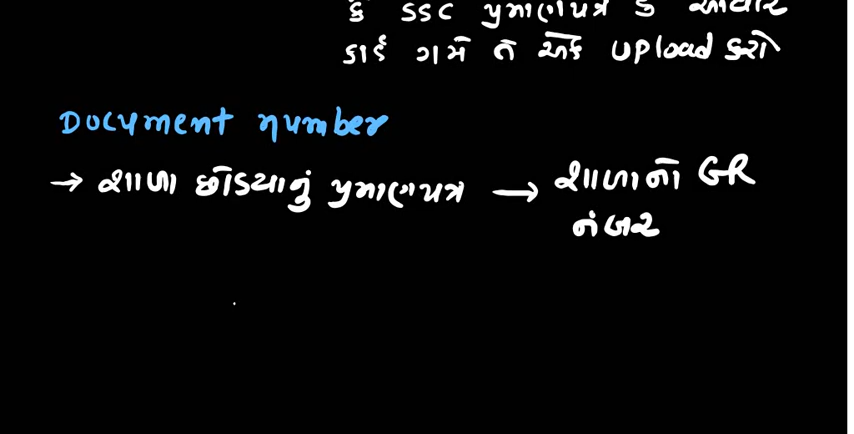 કે SSC પ્રમાણપત્ર કે આધાર
કાર્ડ ગમે તે એક Upload કરો
Document number
→ શાળા છોડયાનું પ્રમાણપત્ર → શાળાનો GR
નંબર